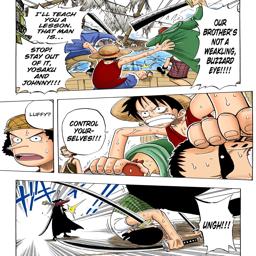 I'LL TEACH
YOU A
LESSON.
THAT MAN
IS...
STOP!
STAY OUT
OF IT,
YOSAKU
AND
JOHNNY!!!
OUR
BROTHER'S
NOT A
WEAKLING,
BUZZARD
EYE!!!!
LUFFY?
CONTROL
YOUR-
SELVES!!!
UNGH!!!